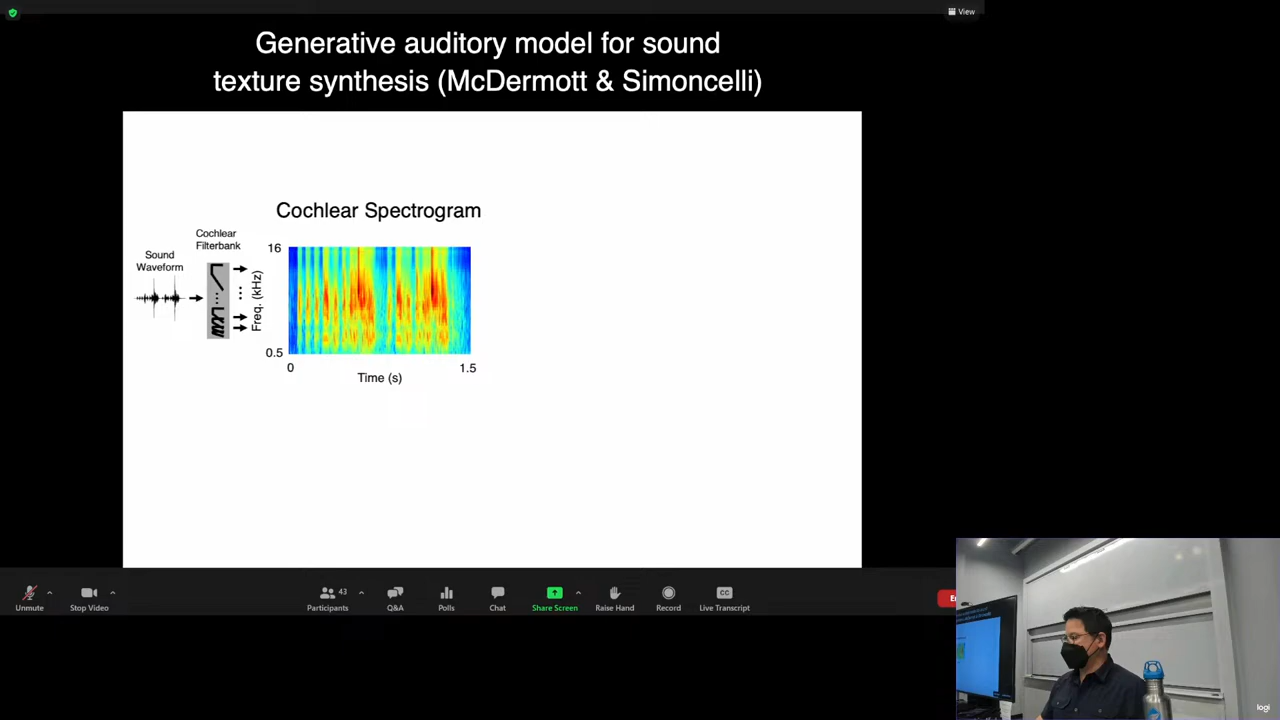 View
Generative auditory model for sound
texture synthesis (McDermott & Simoncelli)
Cochlear Spectrogram
Cochlear
Filterbank
Sound
Waveform
16
Freq. (kHz)
0.5
0
1.5
Time (s)
Unmute
Stop Video
Participants
43
Q&A
Polls
Chat
Share Screen
Raise Hand
Record
CC
Live Transcript
logi